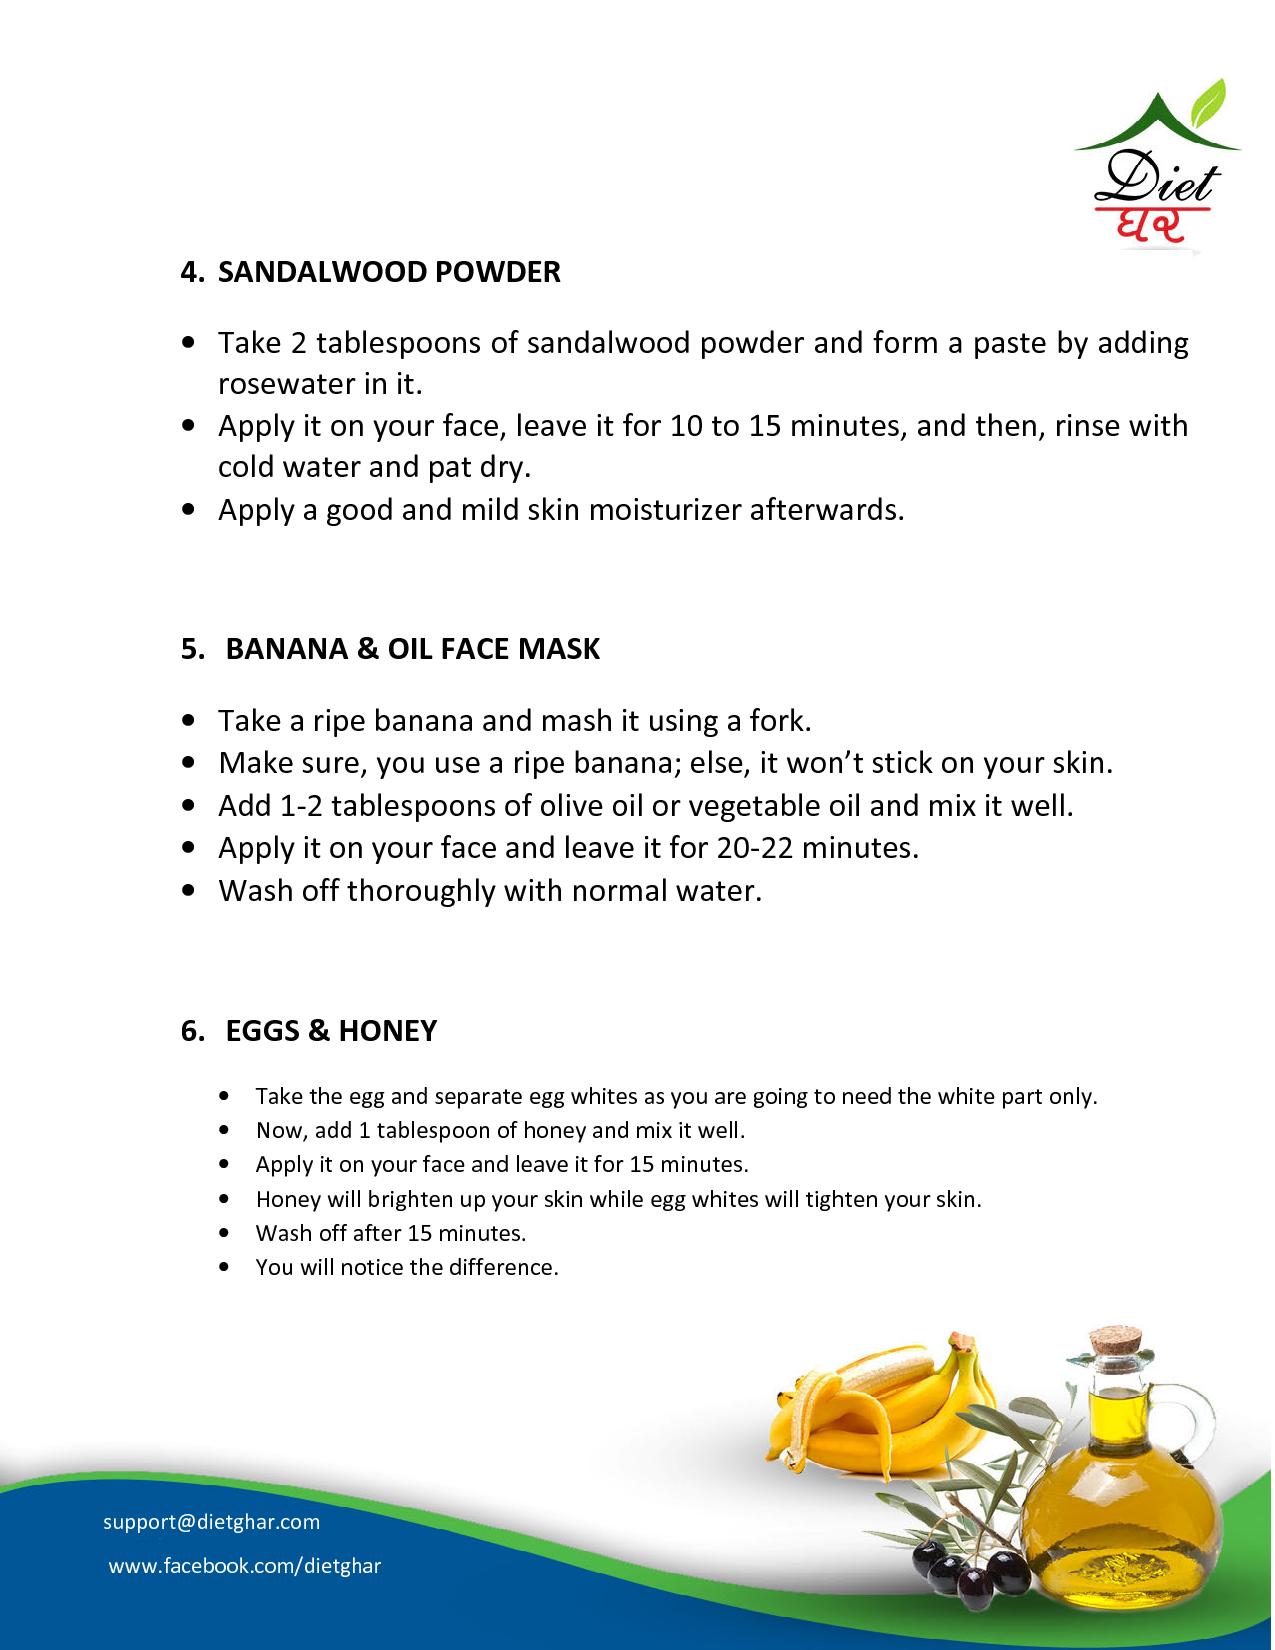 Diet
ઘર
4. SANDALWOOD POWDER
• Take 2 tablespoons of sandalwood powder and form a paste by adding
rosewater in it.
• Apply it on your face, leave it for 10 to 15 minutes, and then, rinse with
cold water and pat dry.
• Apply a good and mild skin moisturizer afterwards.
5. BANANA & OIL FACE MASK
• Take a ripe banana and mash it using a fork.
• Make sure, you use a ripe banana; else, it won’t stick on your skin.
• Add 1-2 tablespoons of olive oil or vegetable oil and mix it well.
• Apply it on your face and leave it for 20-22 minutes.
• Wash off thoroughly with normal water.
6. EGGS & HONEY
• Take the egg and separate egg whites as you are going to need the white part only.
• Now, add 1 tablespoon of honey and mix it well.
• Apply it on your face and leave it for 15 minutes.
• Honey will brighten up your skin while egg whites will tighten your skin.
• Wash off after 15 minutes.
• You will notice the difference.
support@dietghar.com
www.facebook.com/dietghar